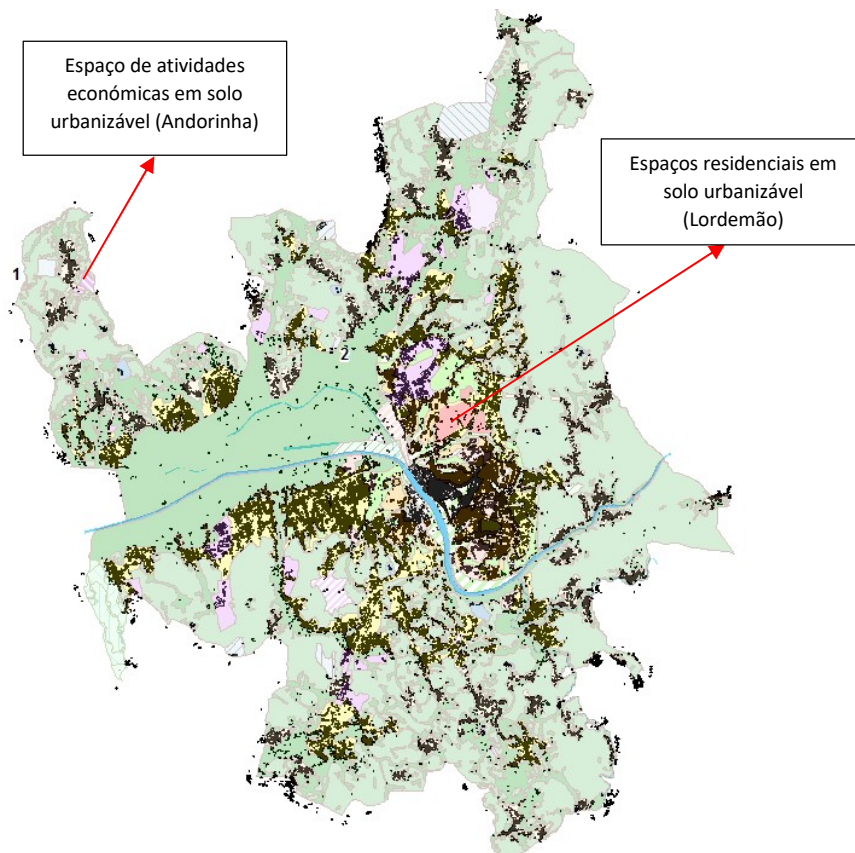 Espaço de atividades
económicas em solo
urbanizável (Andorinha)
Espaços residenciais em
solo urbanizável
(Lordemão)
1
2